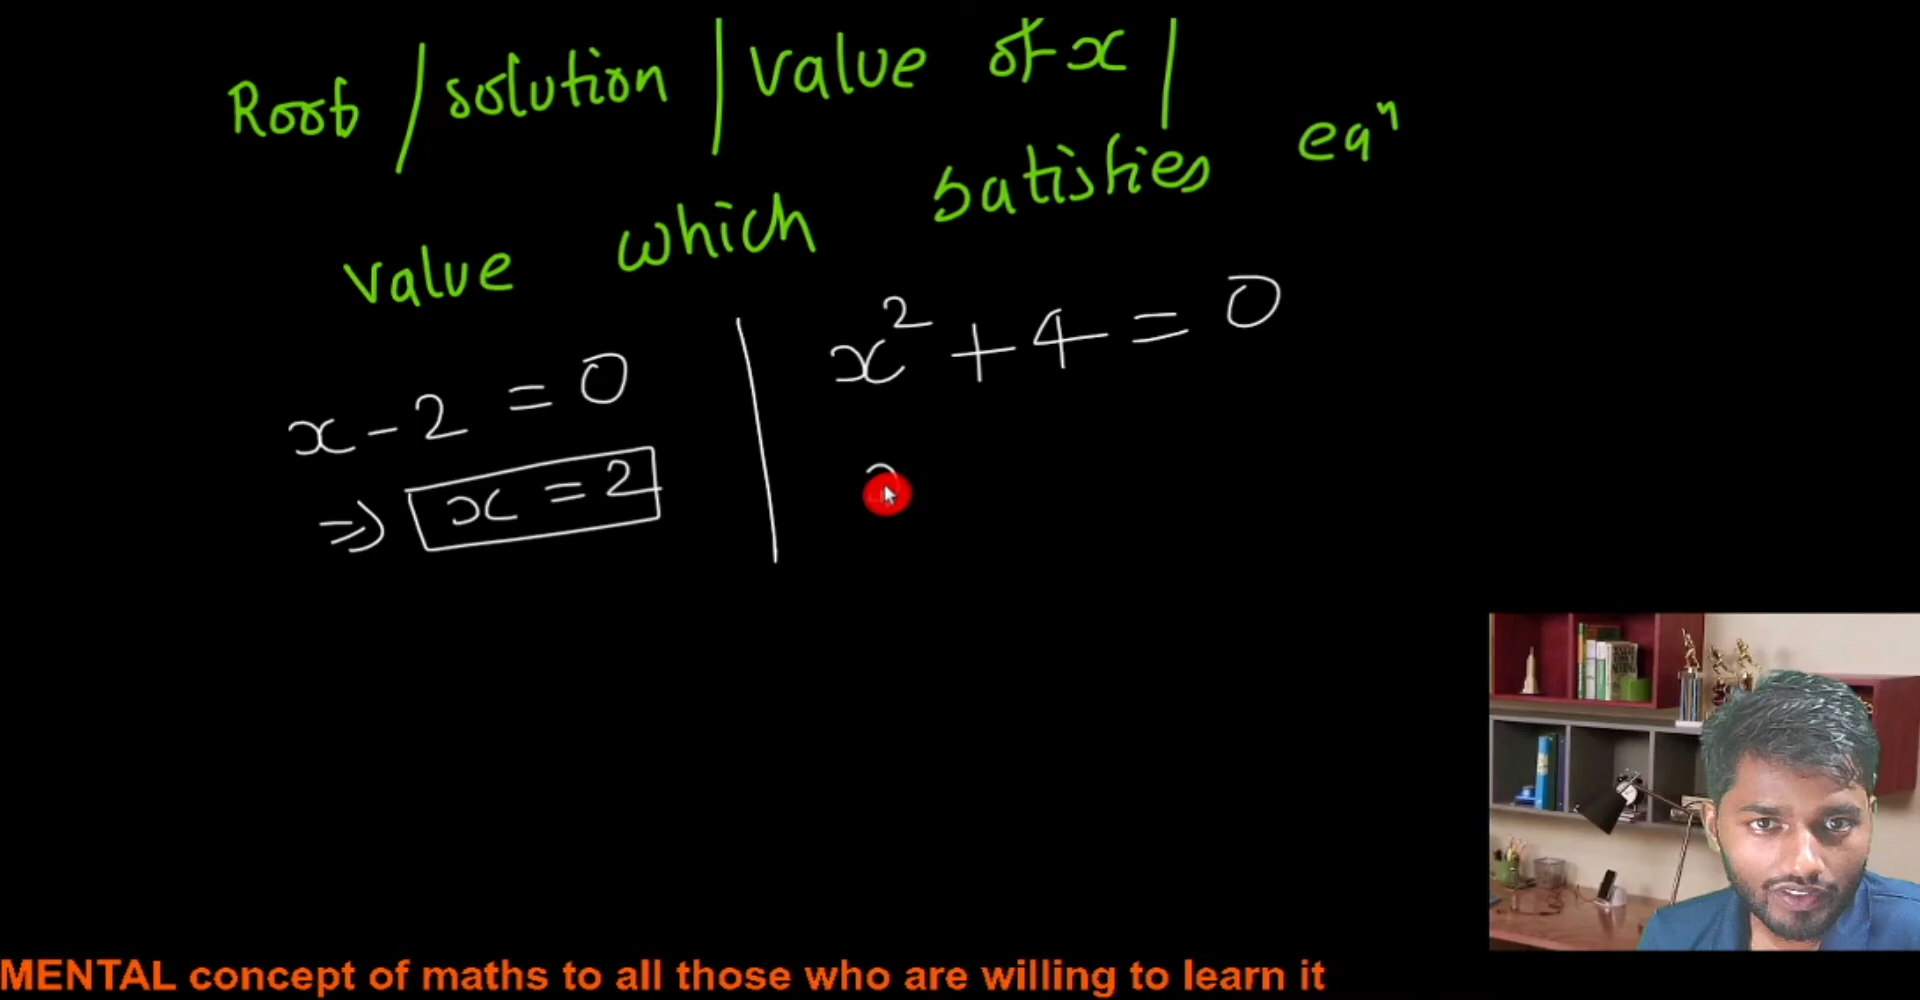 Root / solution | value of x |
value which satisfies eqⁿ
x - 2 = 0 | x² + 4 = 0
⇒ x = 2
MENTAL concept of maths to all those who are willing to learn it